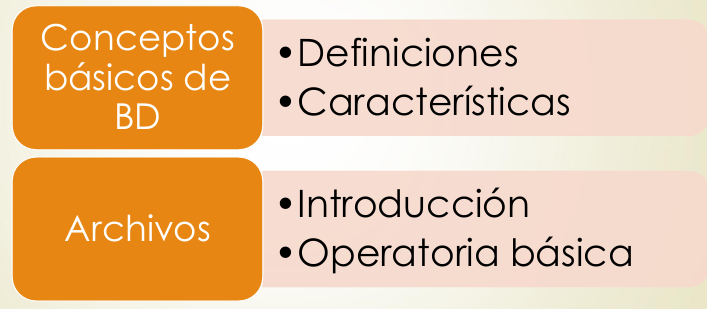 Conceptos
básicos de
BD
•Definiciones
•Características
Archivos
•Introducción
•Operatoria básica